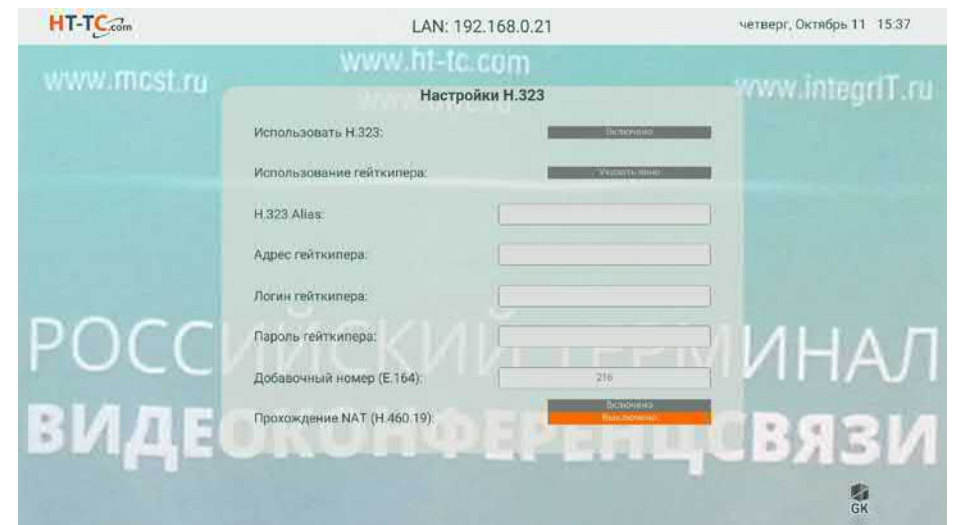 HT-TC.com
LAN: 192.168.0.21
четверг, Октябрь 11 15:37
www.mcst.ru
www.ht-tc.com
www.integrIT.ru
Настройки H.323
Использовать H.323:
Включено
Использование гейткипера:
Указать явно
H.323 Alias:
Адрес гейткипера:
Логин гейткипера:
Пароль гейткипера:
Добавочный номер (E.164):
216
Прохождение NAT (H.460.19):
Включено
Выключено
РОССИЙСКИЙ ТЕРМИНАЛ
ВИДЕОКОНФЕРЕНЦСВЯЗИ
GK